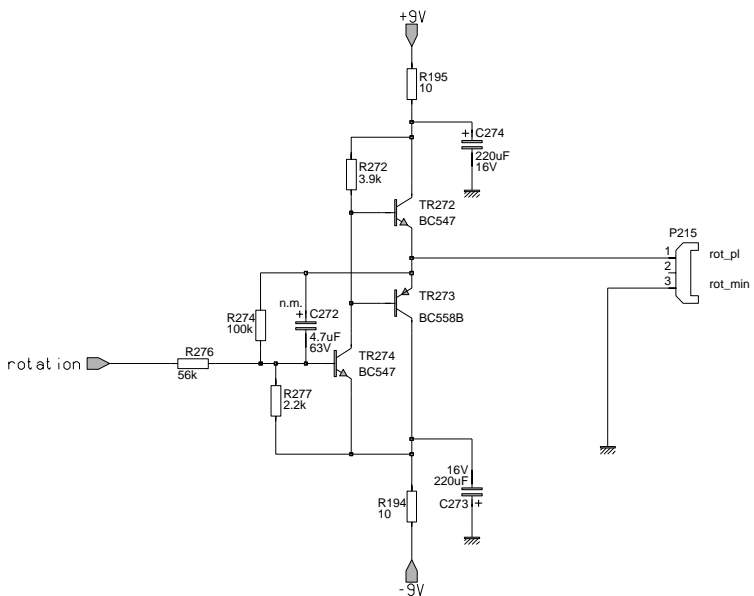 +9V
R195
10
C274
+
220uF
16V
R272
3.9k
TR272
BC547
P215
1
rot_pl
2
3
rot_min
TR273
BC558B
n.m.
+
C272
4.7uF
63V
R274
100k
TR274
BC547
rotation
R276
56k
R277
2.2k
16V
220uF
C273
+
R194
10
-9V